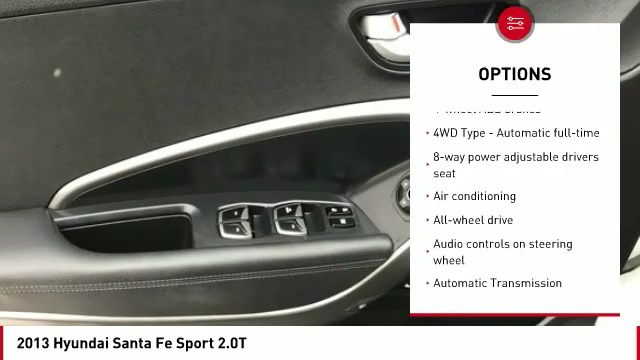 OPTIONS
4WD Type - Automatic full-time
8-way power adjustable drivers
seat
Air conditioning
All-wheel drive
Audio controls on steering
wheel
Automatic Transmission
2013 Hyundai Santa Fe Sport 2.0T